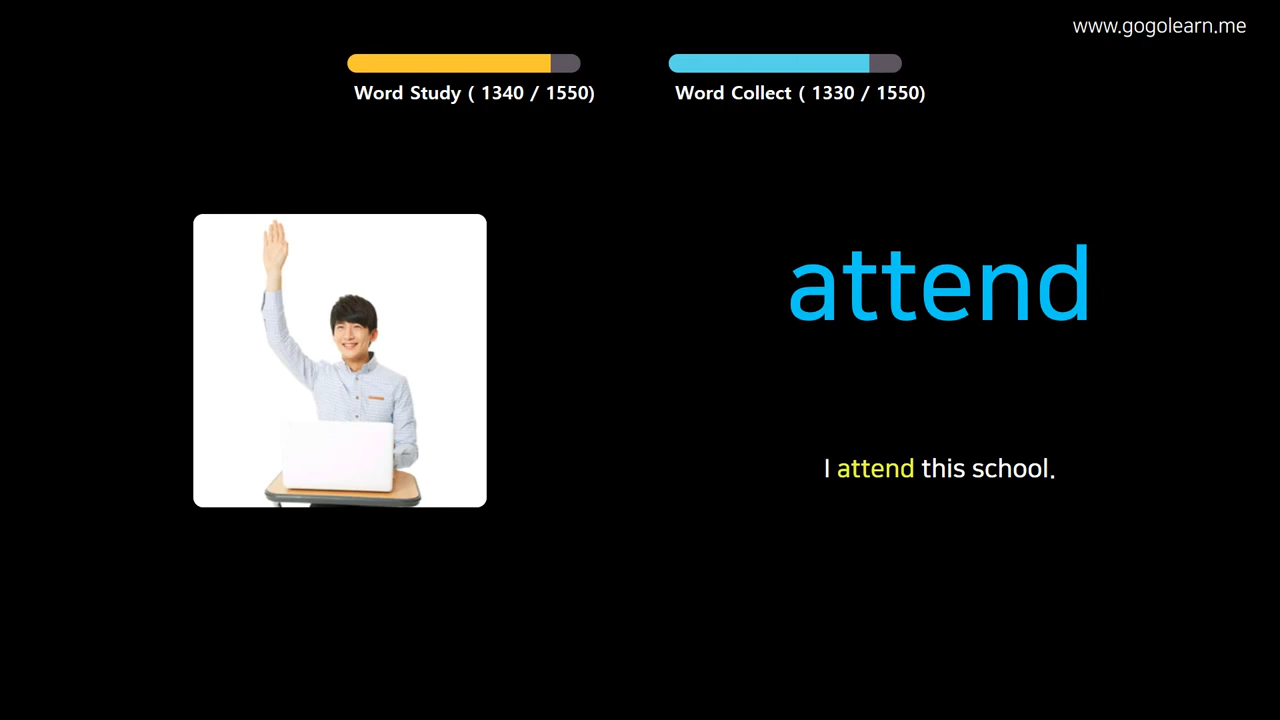 www.gogolearn.me
Word Study ( 1340 / 1550)
Word Collect ( 1330 / 1550)
attend
I attend this school.